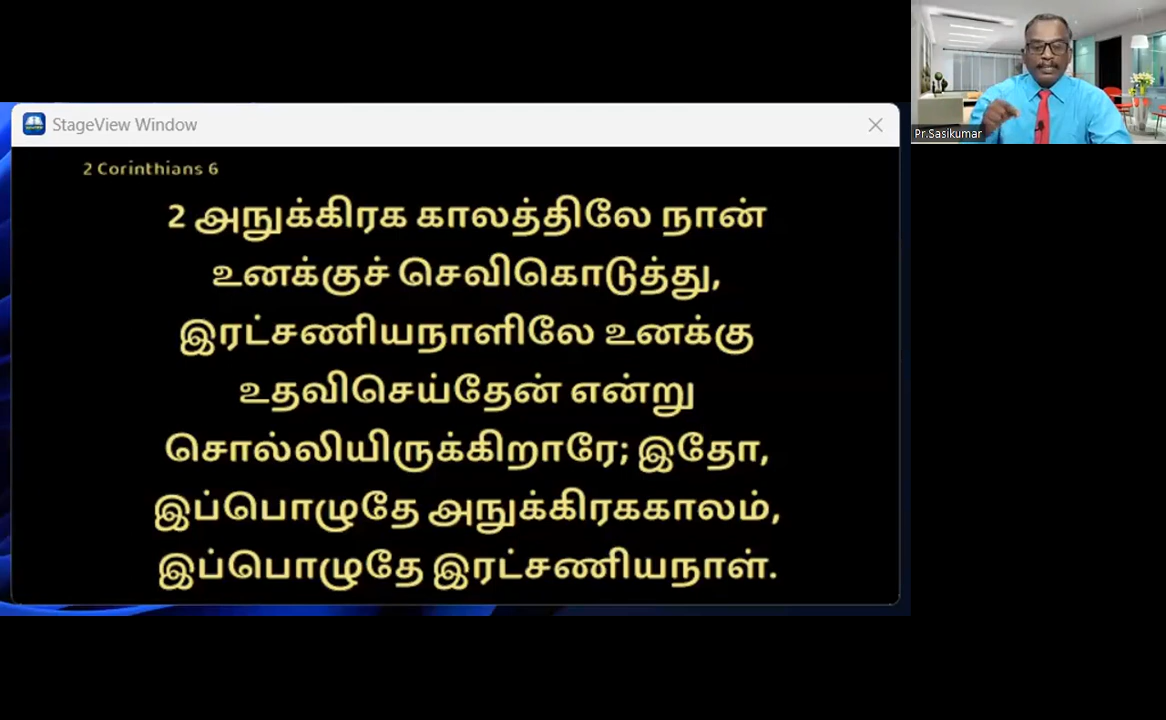 StageView Window
2 Corinthians 6
2 அநுக்கிரக காலத்திலே நான்
உனக்குச் செவிகொடுத்து,
இரட்சணியநாளிலே உனக்கு
உதவிசெய்தேன் என்று
சொல்லியிருக்கிறாரே; இதோ,
இப்பொழுதே அநுக்கிரககாலம்,
இப்பொழுதே இரட்சணியநாள்.
Pr.Sasikumar